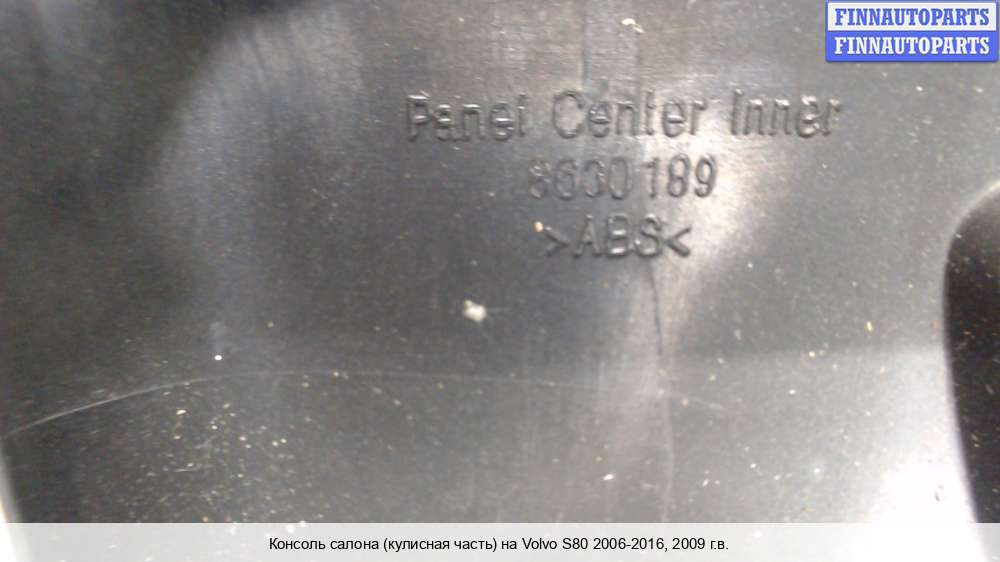 FINNAUTOPARTS
FINNAUTOPARTS
Panel Center Inner
8630189
>ABS<
Консоль салона (кулисная часть) на Volvo S80 2006-2016, 2009 г.в.